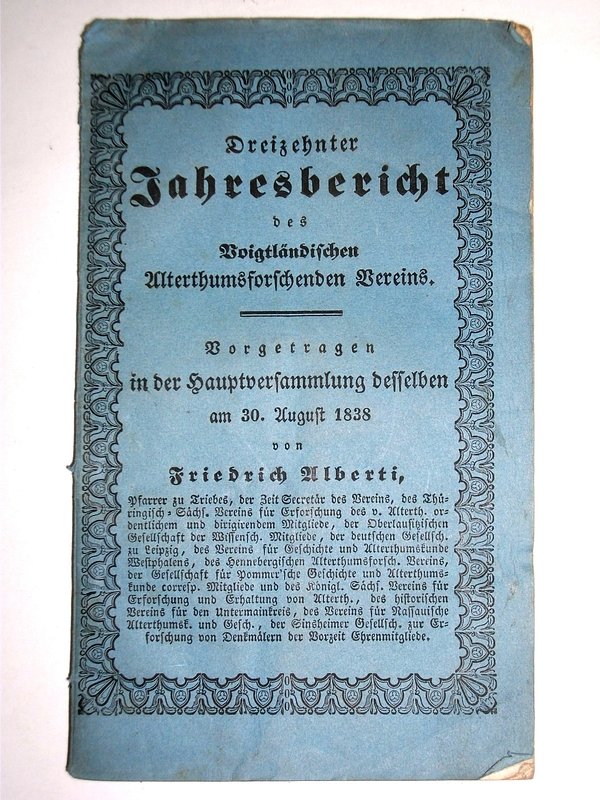 Dreizehnter
Jahresbericht
des
Voigtländischen
Alterthumsforschenden Vereins.
Vorgetragen
in der Hauptversammlung desselben
am 30. August 1838
von
Friedrich Alberti,
Pfarrer zu Triebes, der Zeit Secretär des Vereins, des Thü-
ringisch-Sächs. Vereins für Erforschung des v. Alterth. or-
dentlichem und dirigirendem Mitgliede, der Oberlausitzischen
Gesellschaft der Wissensch. Mitgliede, der deutschen Gesellsch.
zu Leipzig, des Vereins für Geschichte und Alterthumskunde
Westphalens, des Hennebergischen Alterthumsforsch. Vereins,
der Gesellschaft für Pommer'sche Geschichte und Alterthums-
kunde corresp. Mitgliede und des Königl. Sächs. Vereins für
Erforschung und Erhaltung von Alterth., des historischen
Vereins für den Untermainkreis, des Vereins für Nassauische
Alterthumsk. und Gesch., der Sinsheimer Gesellsch. zur Er-
forschung von Denkmälern der Vorzeit Ehrenmitgliede.